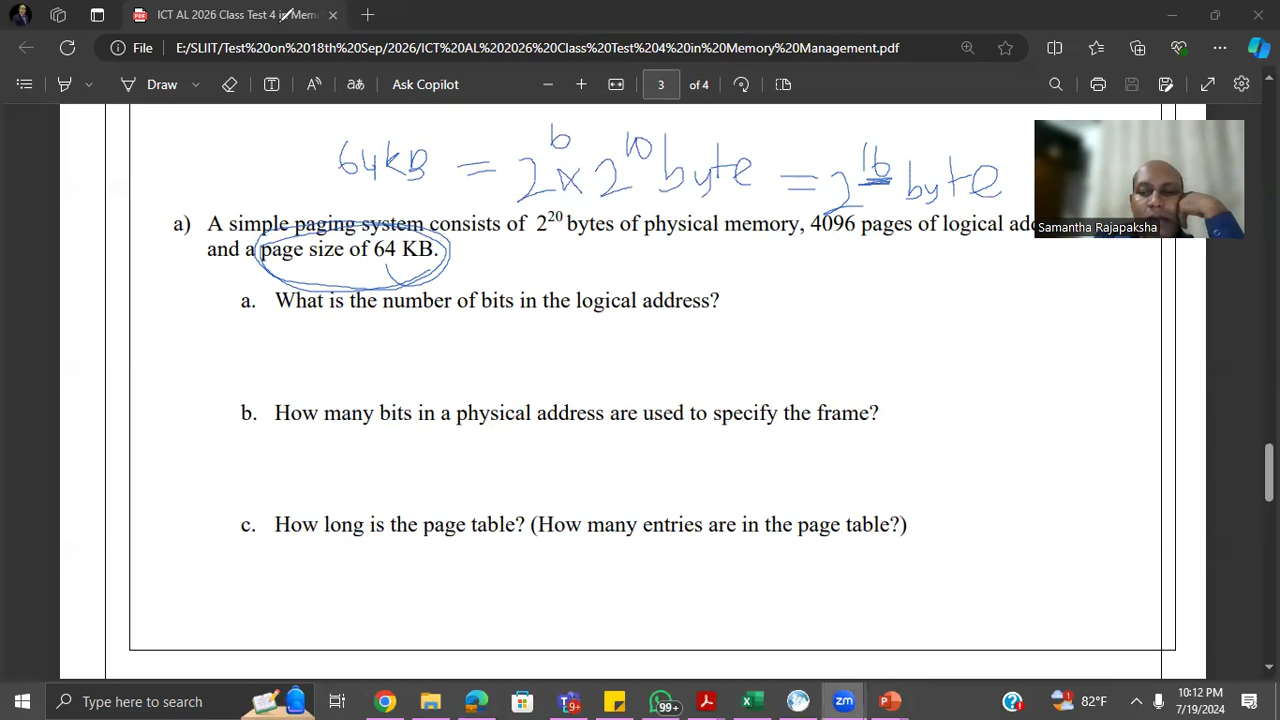 ICT AL 2026 Class Test 4 in Mem
File
E:/SLIIT/Test%20on%2018th%20Sep/2026/ICT%20AL%202026%20Class%20Test%204%20in%20Memory%20Management.pdf
Draw
aあ
Ask Copilot
3
of 4
64KB = 2^6 x 2^10 byte = 2^16 byte
Samantha Rajapaksha
a) A simple paging system consists of 2^20 bytes of physical memory, 4096 pages of logical
and a page size of 64 KB.
a. What is the number of bits in the logical address?
b. How many bits in a physical address are used to specify the frame?
c. How long is the page table? (How many entries are in the page table?)
Type here to search
9+
99+
zm
1
82°F
10:12 PM
7/19/2024